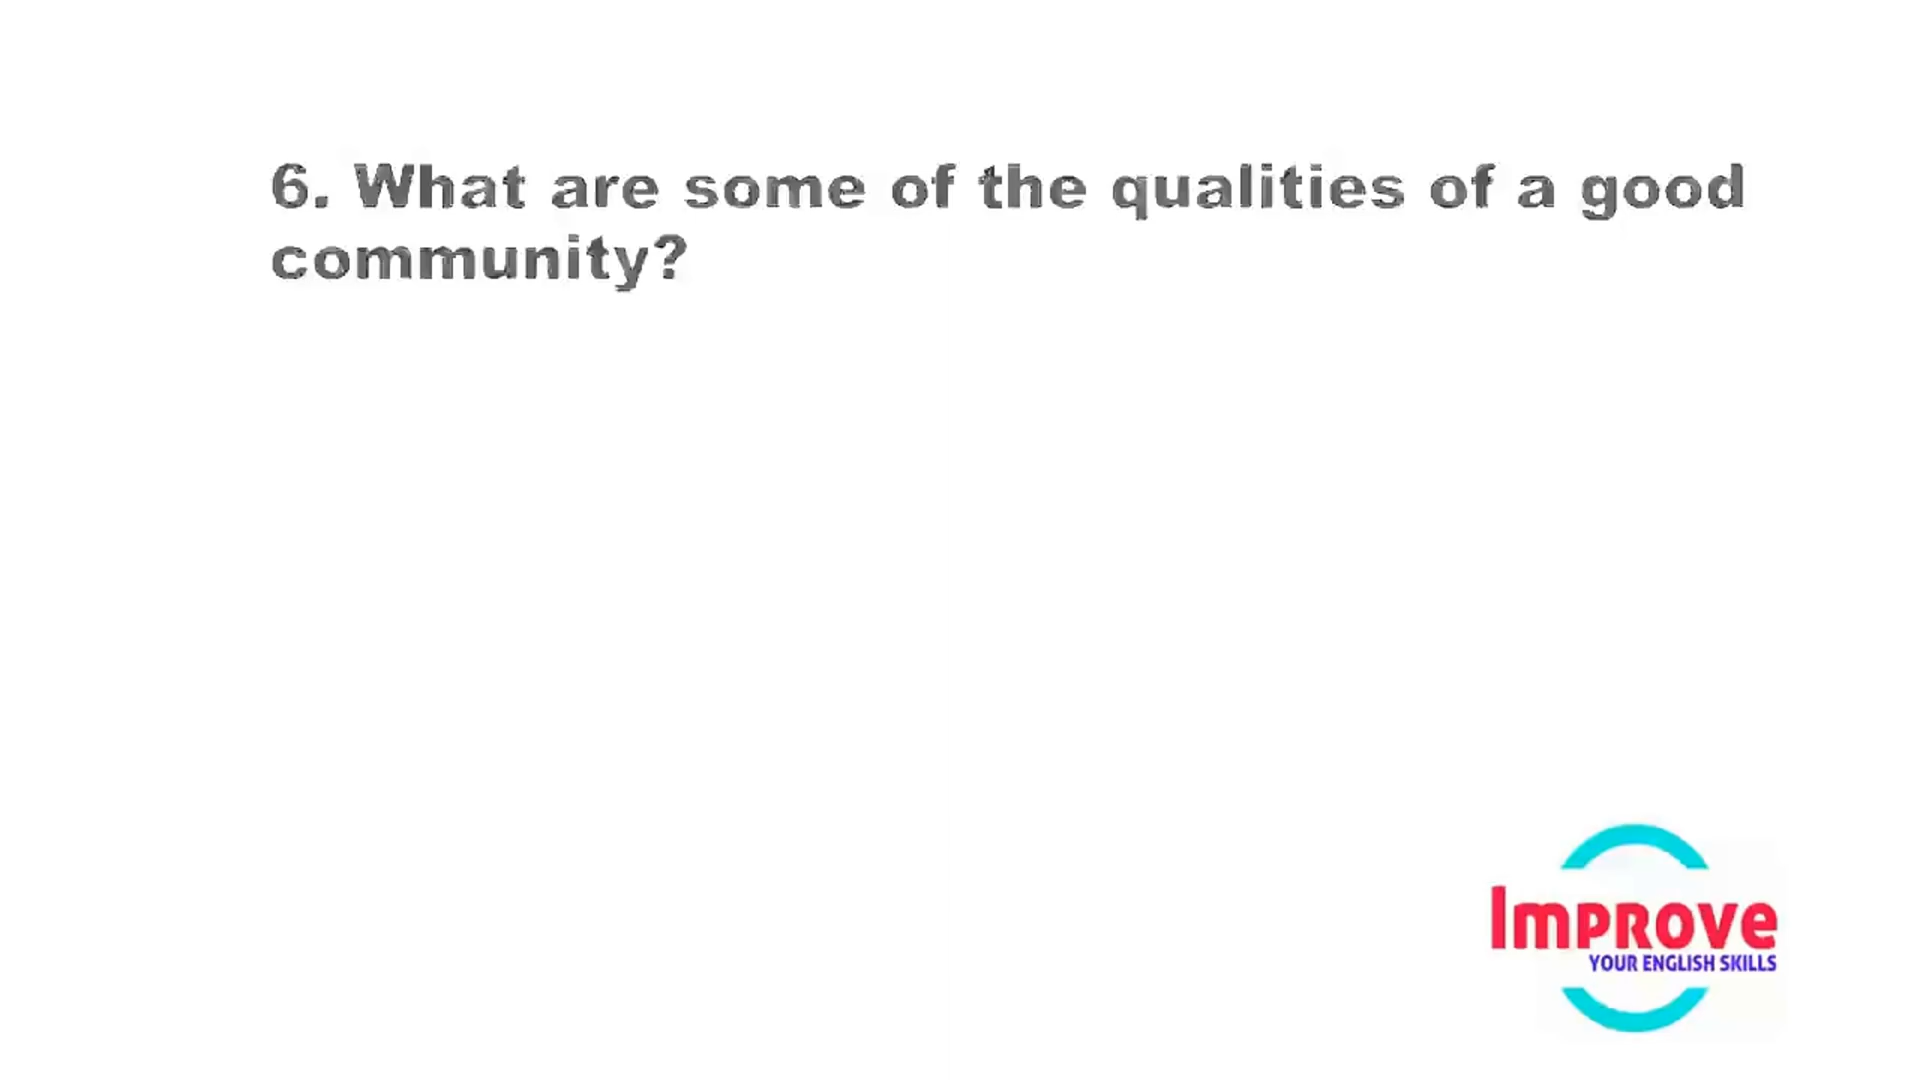 6. What are some of the qualities of a good
community?
Improve
YOUR ENGLISH SKILLS